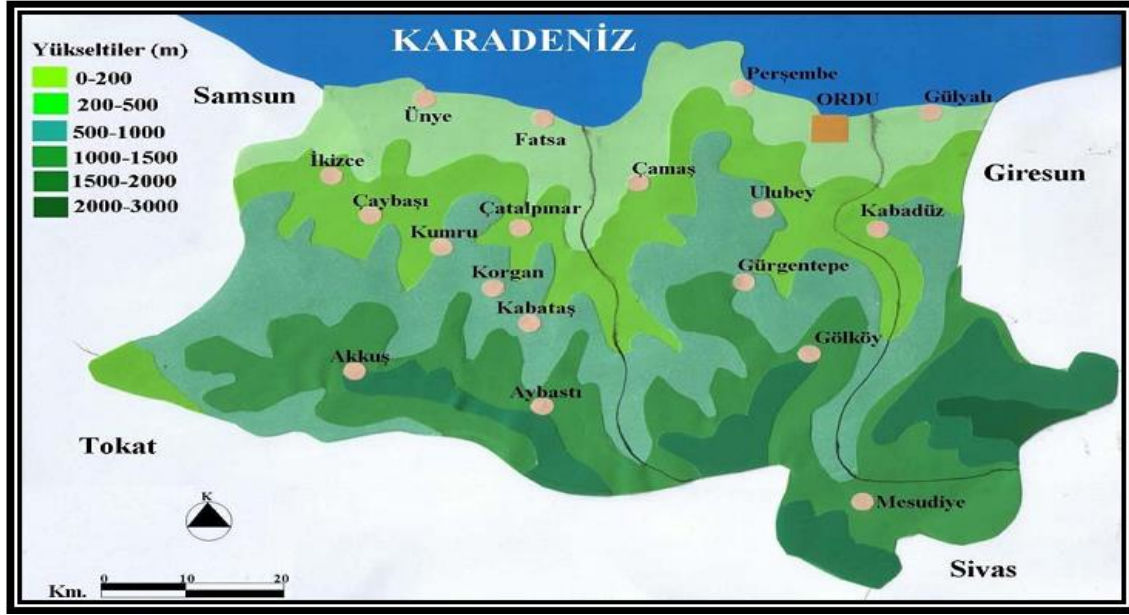 KARADENİZ
Yükseltiler (m)
0-200
200-500
500-1000
1000-1500
1500-2000
2000-3000
Samsun
Ünye
Fatsa
Perşembe
ORDU
Gülyalı
Giresun
İkizce
Çaybaşı
Çatalpınar
Kumru
Çamaş
Ulubey
Kabadüz
Korgan
Gürgentepe
Kabataş
Gölköy
Akkuş
Aybastı
Tokat
Mesudiye
Sivas
K
Km.
0 10 20